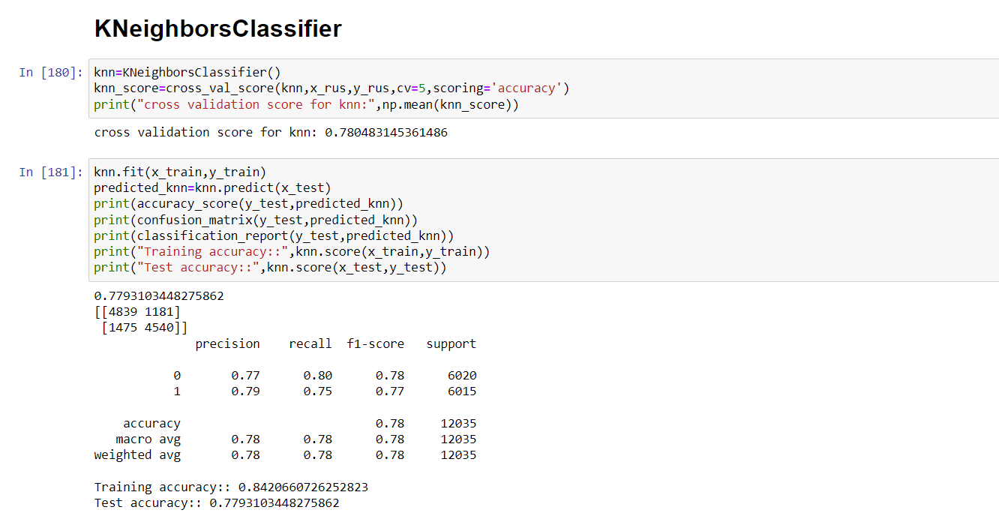 KNeighborsClassifier
In [180]: knn=KNeighborsClassifier()
knn_score=cross_val_score(knn,x_rus,y_rus,cv=5,scoring='accuracy')
print("cross validation score for knn:",np.mean(knn_score))
cross validation score for knn: 0.780483145361486
In [181]: knn.fit(x_train,y_train)
predicted_knn=knn.predict(x_test)
print(accuracy_score(y_test,predicted_knn))
print(confusion_matrix(y_test,predicted_knn))
print(classification_report(y_test,predicted_knn))
print("Training accuracy::",knn.score(x_train,y_train))
print("Test accuracy::",knn.score(x_test,y_test))
0.7793103448275862
[[4839 1181]
[1475 4540]]
precision recall f1-score support
0 0.77 0.80 0.78 6020
1 0.79 0.75 0.77 6015
accuracy 0.78 12035
macro avg 0.78 0.78 0.78 12035
weighted avg 0.78 0.78 0.78 12035
Training accuracy:: 0.8420660726252823
Test accuracy:: 0.7793103448275862